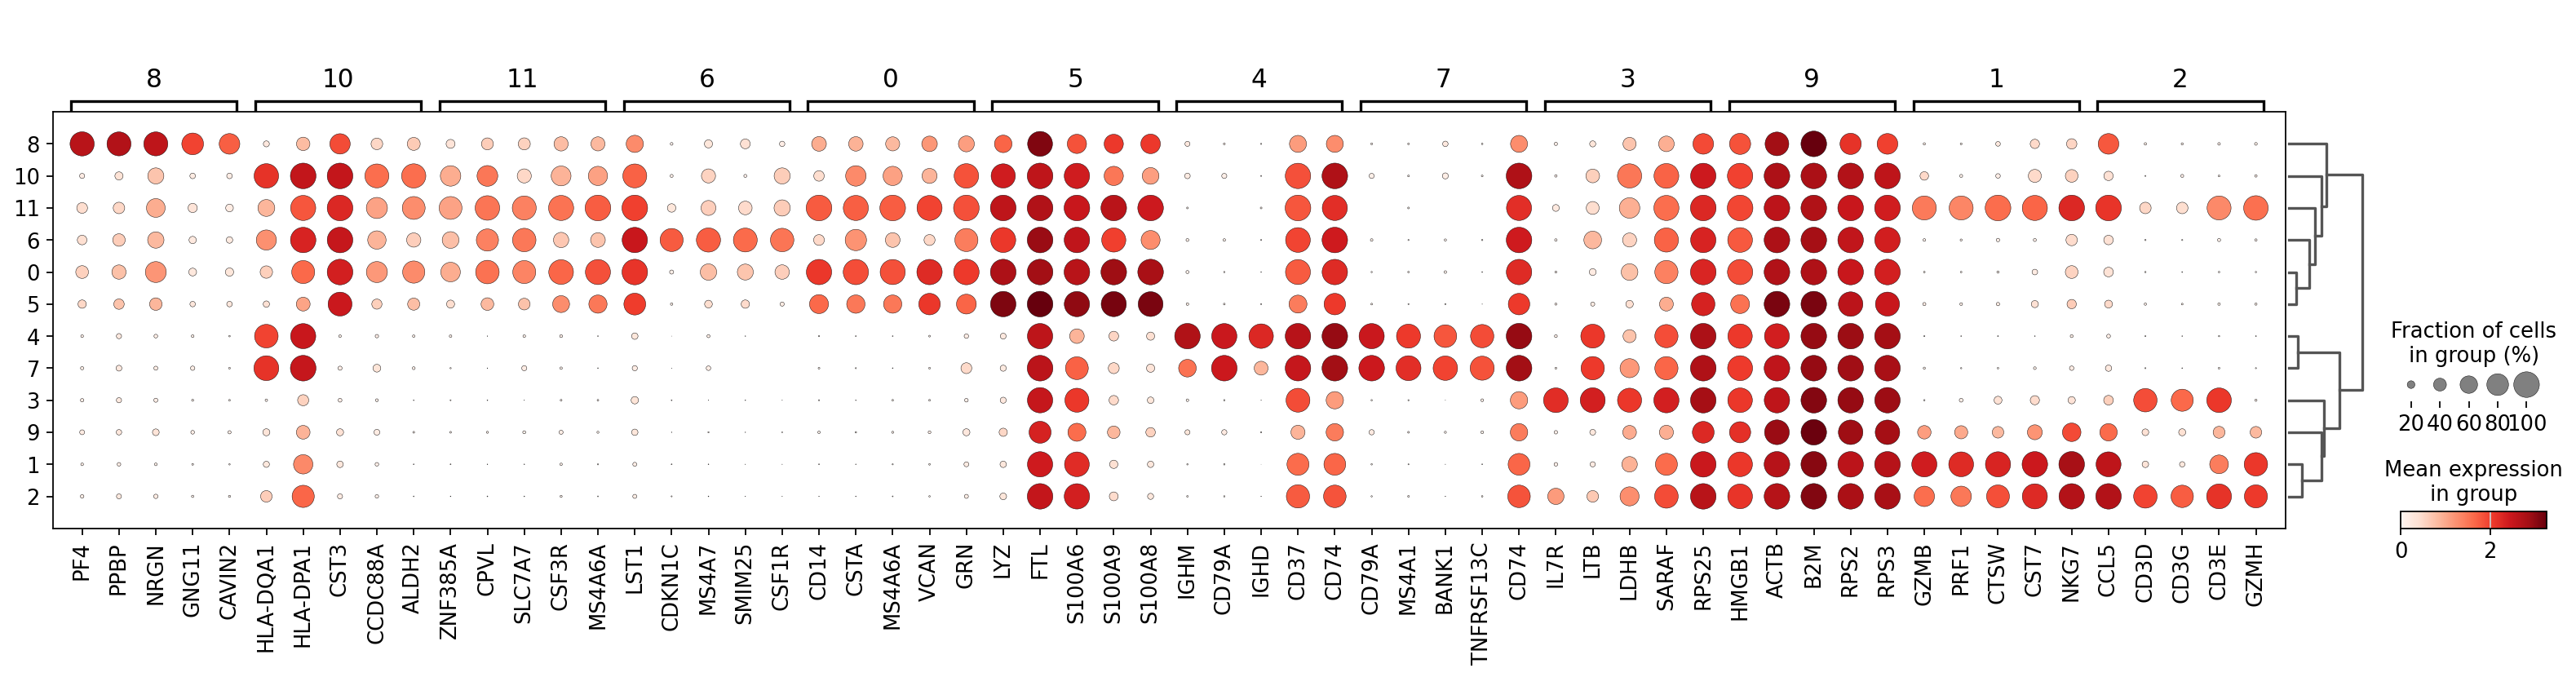 8 10 11 6 0 5 4 7 3 9 1 2
8
10
11
6
0
5
4
7
3
9
1
2
PF4
PPBP
NRGN
GNG11
CAVIN2
HLA-DQA1
HLA-DPA1
CST3
CCDC88A
ALDH2
ZNF385A
CPVL
SLC7A7
CSF3R
MS4A6A
LST1
CDKN1C
MS4A7
SMIM25
CSF1R
CD14
CSTA
MS4A6A
VCAN
GRN
LYZ
FTL
S100A6
S100A9
S100A8
IGHM
CD79A
IGHD
CD37
CD74
CD79A
MS4A1
BANK1
TNFRSF13C
CD74
IL7R
LTB
LDHB
SARAF
RPS25
HMGB1
ACTB
B2M
RPS2
RPS3
GZMB
PRF1
CTSW
CST7
NKG7
CCL5
CD3D
CD3G
CD3E
GZMH
Fraction of cells
in group (%)
20 40 60 80 100
Mean expression
in group
0 2